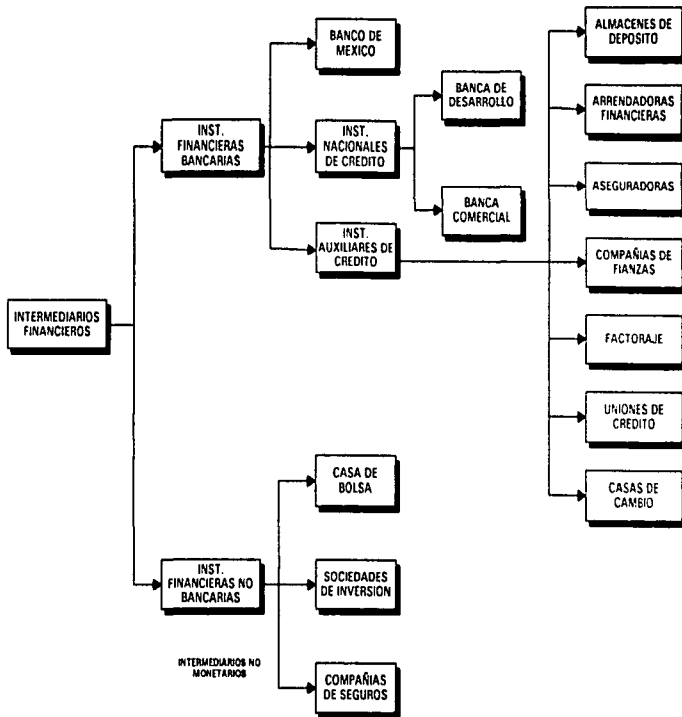 INTERMEDIARIOS
FINANCIEROS
INST.
FINANCIERAS
BANCARIAS
BANCO DE
MEXICO
INST.
NACIONALES
DE CREDITO
BANCA DE
DESARROLLO
BANCA
COMERCIAL
INST.
AUXILIARES DE
CREDITO
ALMACENES DE
DEPOSITO
ARRENDADORAS
FINANCIERAS
ASEGURADORAS
COMPAÑIAS DE
FIANZAS
FACTORAJE
UNIONES DE
CREDITO
CASAS DE
CAMBIO
INST.
FINANCIERAS NO
BANCARIAS
INTERMEDIARIOS NO
MONETARIOS
CASA DE
BOLSA
SOCIEDADES
DE INVERSION
COMPAÑIAS
DE SEGUROS